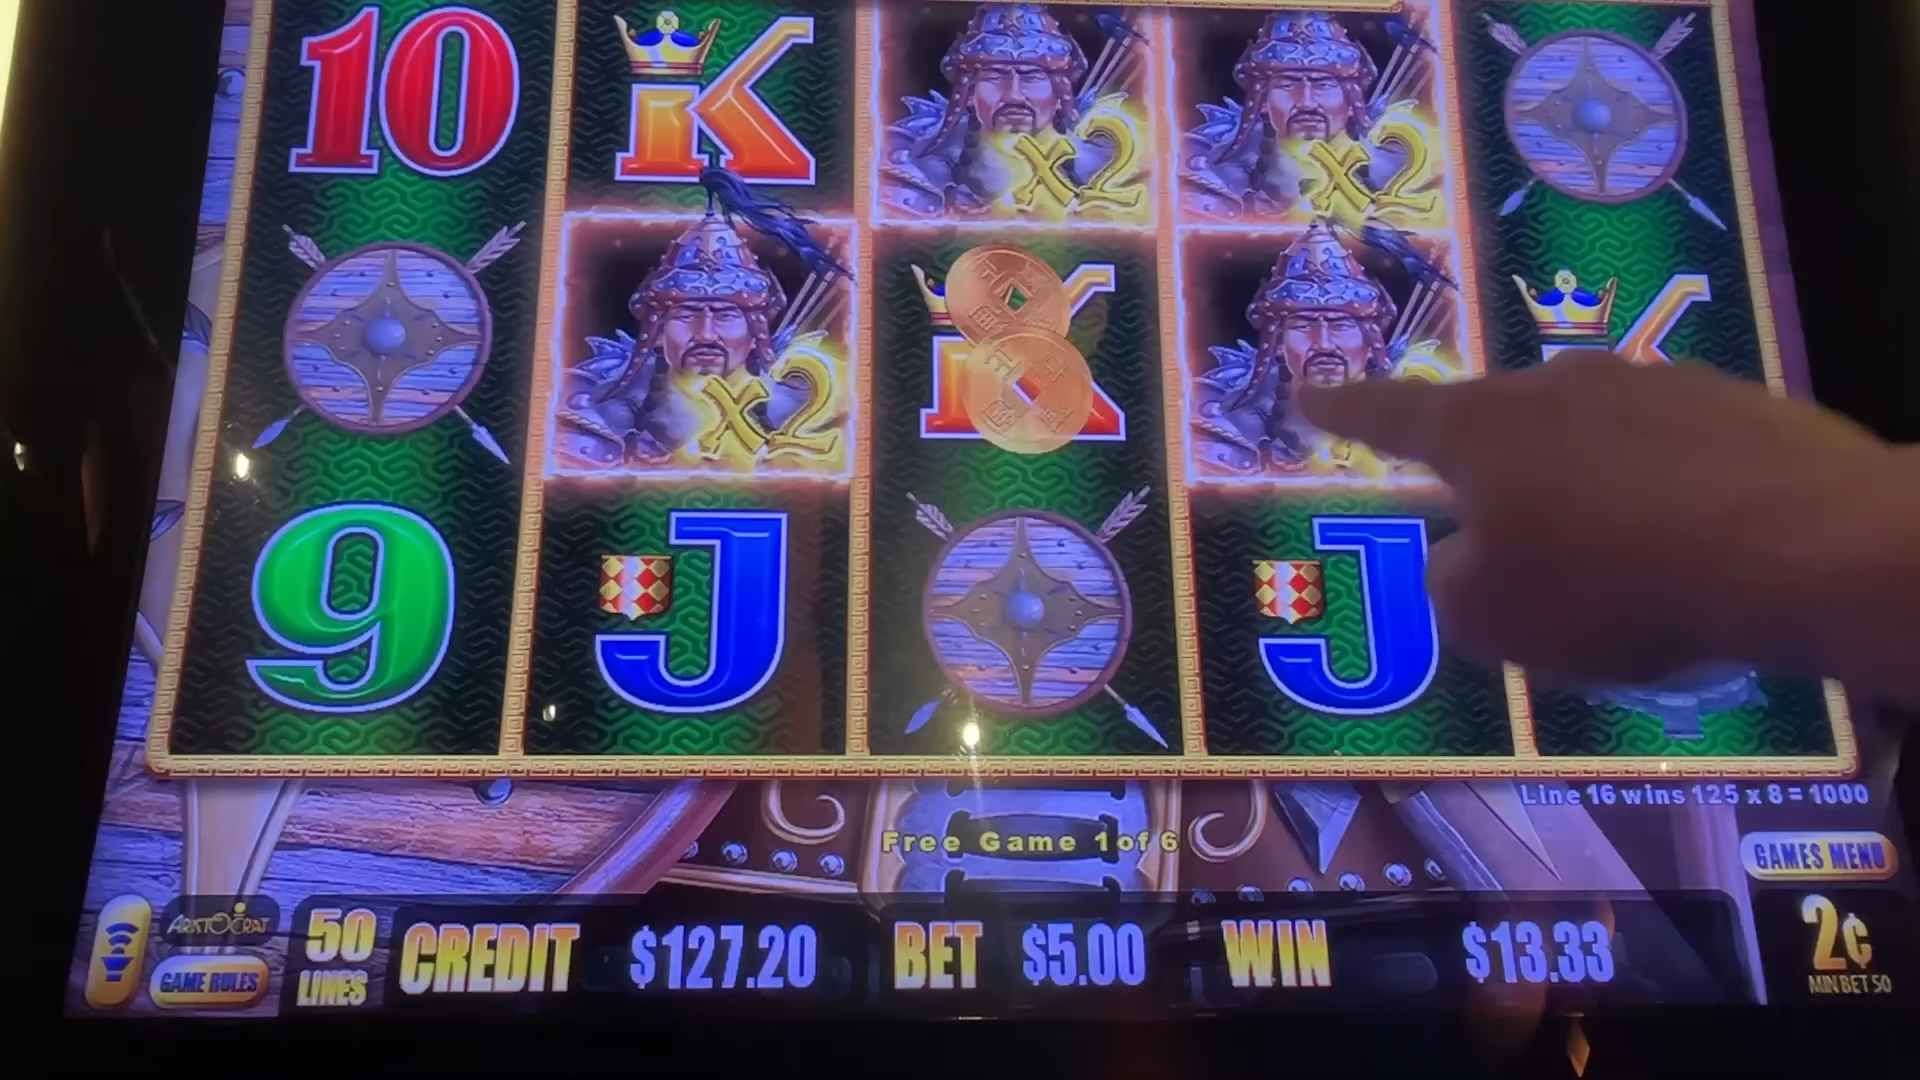 10 K x2 x2
x2 K K
9 J J
Line 16 wins 125 x 8 = 1000
Free Game 1 of 6
GAMES MENU
ARISTOCRAT
GAME RULES
50
LINES
CREDIT $127.20 BET $5.00 WIN $13.33
2¢
MIN BET 50